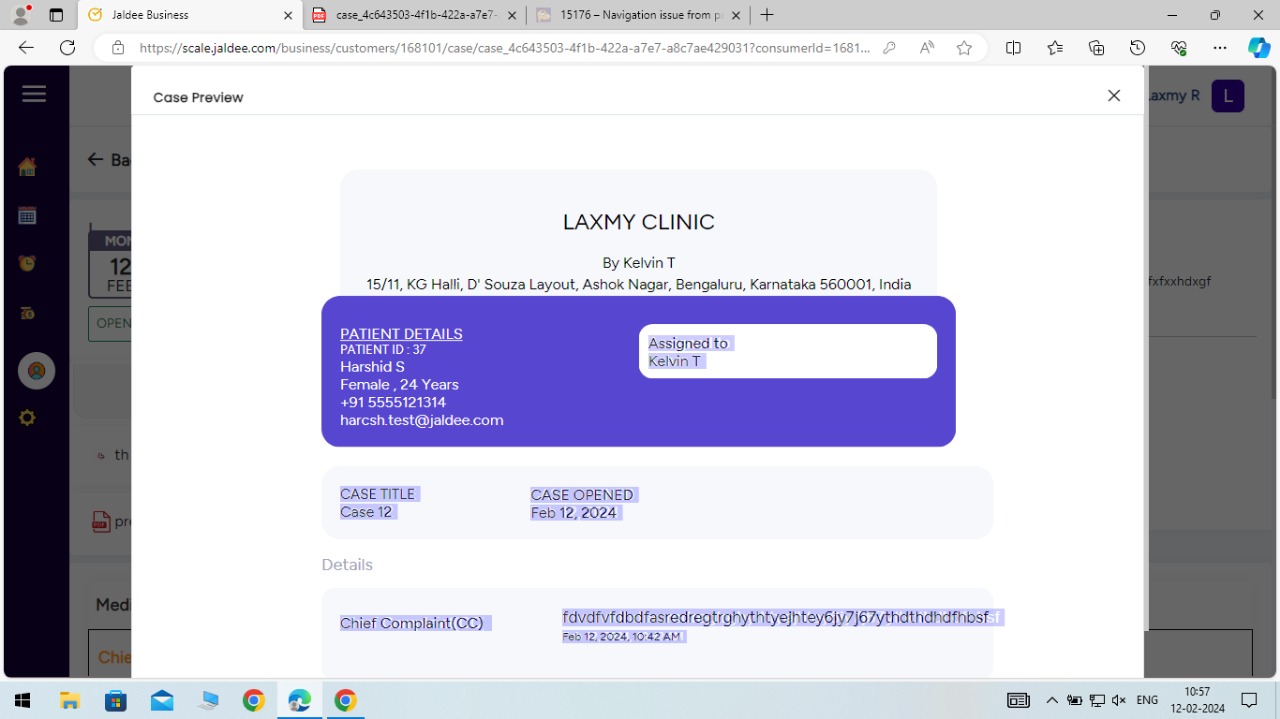 Jaldee Business
case_4c643503-4f1b-422a-a7e7-
15176 – Navigation issue from p
https://scale.jaldee.com/business/customers/168101/case/case_4c643503-4f1b-422a-a7e7-a8c7ae429031?consumerId=1681...
Case Preview
axmy R
L
Ba
LAXMY CLINIC
By Kelvin T
15/11, KG Halli, D' Souza Layout, Ashok Nagar, Bengaluru, Karnataka 560001, India
MON
12
FEB
OPEN
fxfxxhdxgf
PATIENT DETAILS
PATIENT ID : 37
Harshid S
Female , 24 Years
+91 5555121314
harcsh.test@jaldee.com
Assigned to
Kelvin T
th
pre
CASE TITLE
Case 12
CASE OPENED
Feb 12, 2024
Details
Chief Complaint(CC)
fdvdfvfdbdfasredregtrghythtyejhtey6jy7j67ythdthdhdfhbsfsf
Feb 12, 2024, 10:42 AM
Medi
Chie
ENG
10:57
12-02-2024